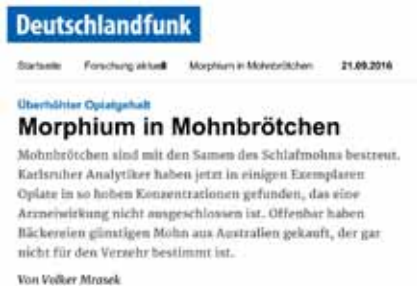 Deutschlandfunk
Startseite Forschung aktuell Morphium in Mohnbrötchen 21.09.2016
Überhöhter Opiatgehalt
Morphium in Mohnbrötchen
Mohnbrötchen sind mit den Samen des Schlafmohns bestreut.
Karlsruher Analytiker haben jetzt in einigen Exemplaren
Opiate in so hohen Konzentrationen gefunden, das eine
Arzneiwirkung nicht ausgeschlossen ist. Offenbar haben
Bäckereien günstigen Mohn aus Australien gekauft, der gar
nicht für den Verzehr bestimmt ist.
Von Volker Mrasek